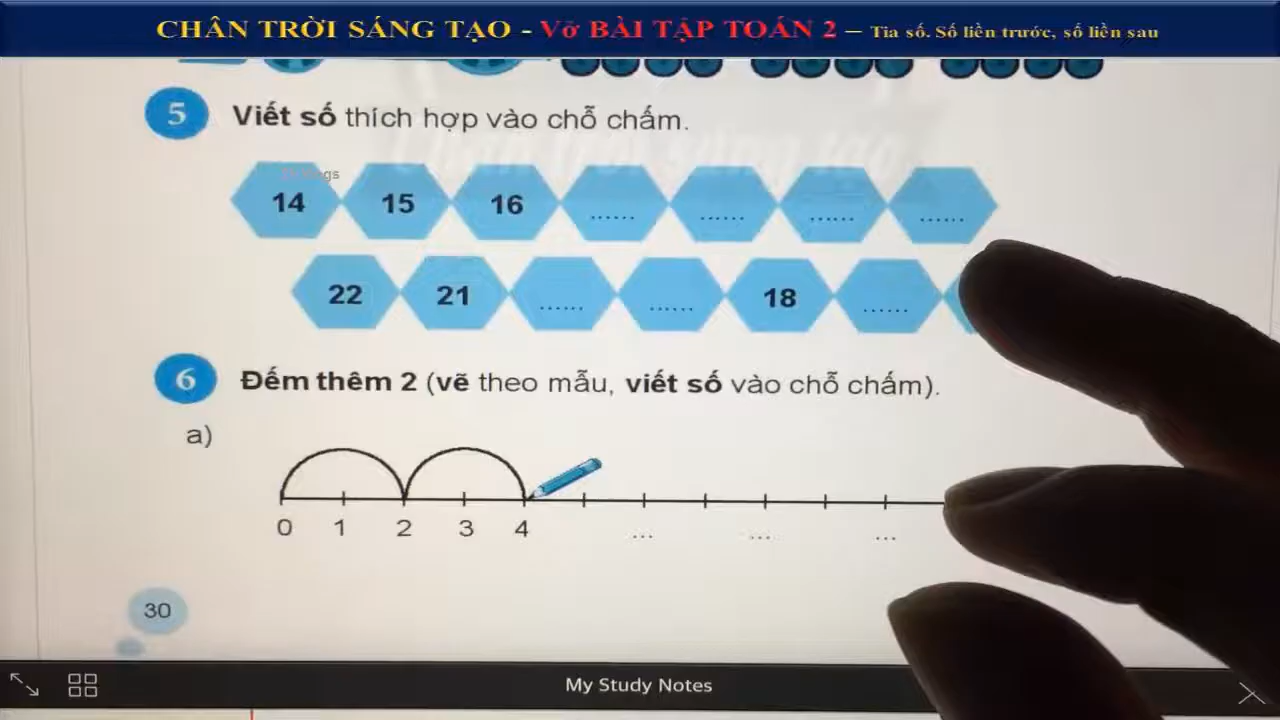 CHÂN TRỜI SÁNG TẠO - Vở BÀI TẬP TOÁN 2 – Tia số. Số liền trước, số liền sau
5 Viết số thích hợp vào chỗ chấm.
14 15 16 ...... ...... ...... ......
22 21 ...... ...... 18 ......
6 Đếm thêm 2 (vẽ theo mẫu, viết số vào chỗ chấm).
a)
0 1 2 3 4 ... ... ...
30
My Study Notes